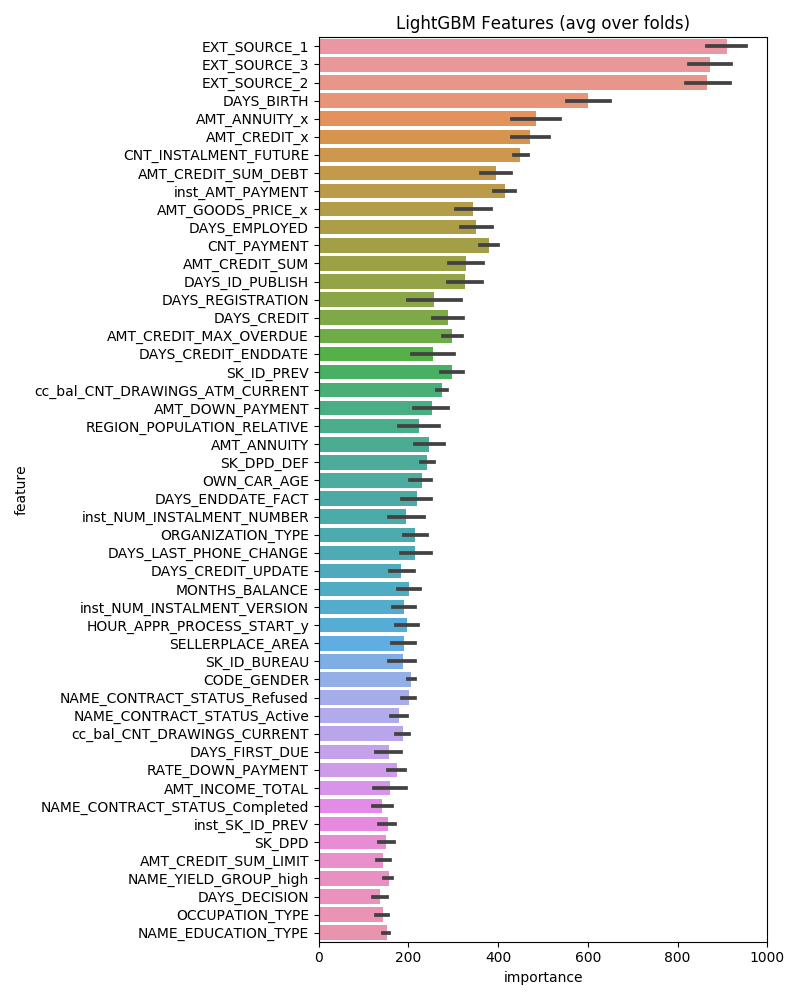 LightGBM Features (avg over folds)
EXT_SOURCE_1
EXT_SOURCE_3
EXT_SOURCE_2
DAYS_BIRTH
AMT_ANNUITY_x
AMT_CREDIT_x
CNT_INSTALMENT_FUTURE
AMT_CREDIT_SUM_DEBT
inst_AMT_PAYMENT
AMT_GOODS_PRICE_x
DAYS_EMPLOYED
CNT_PAYMENT
AMT_CREDIT_SUM
DAYS_ID_PUBLISH
DAYS_REGISTRATION
DAYS_CREDIT
AMT_CREDIT_MAX_OVERDUE
DAYS_CREDIT_ENDDATE
SK_ID_PREV
cc_bal_CNT_DRAWINGS_ATM_CURRENT
AMT_DOWN_PAYMENT
REGION_POPULATION_RELATIVE
AMT_ANNUITY
SK_DPD_DEF
OWN_CAR_AGE
DAYS_ENDDATE_FACT
inst_NUM_INSTALMENT_NUMBER
ORGANIZATION_TYPE
DAYS_LAST_PHONE_CHANGE
DAYS_CREDIT_UPDATE
MONTHS_BALANCE
inst_NUM_INSTALMENT_VERSION
HOUR_APPR_PROCESS_START_y
SELLERPLACE_AREA
SK_ID_BUREAU
CODE_GENDER
NAME_CONTRACT_STATUS_Refused
NAME_CONTRACT_STATUS_Active
cc_bal_CNT_DRAWINGS_CURRENT
DAYS_FIRST_DUE
RATE_DOWN_PAYMENT
AMT_INCOME_TOTAL
NAME_CONTRACT_STATUS_Completed
inst_SK_ID_PREV
SK_DPD
AMT_CREDIT_SUM_LIMIT
NAME_YIELD_GROUP_high
DAYS_DECISION
OCCUPATION_TYPE
NAME_EDUCATION_TYPE
feature
0 200 400 600 800 1000
importance